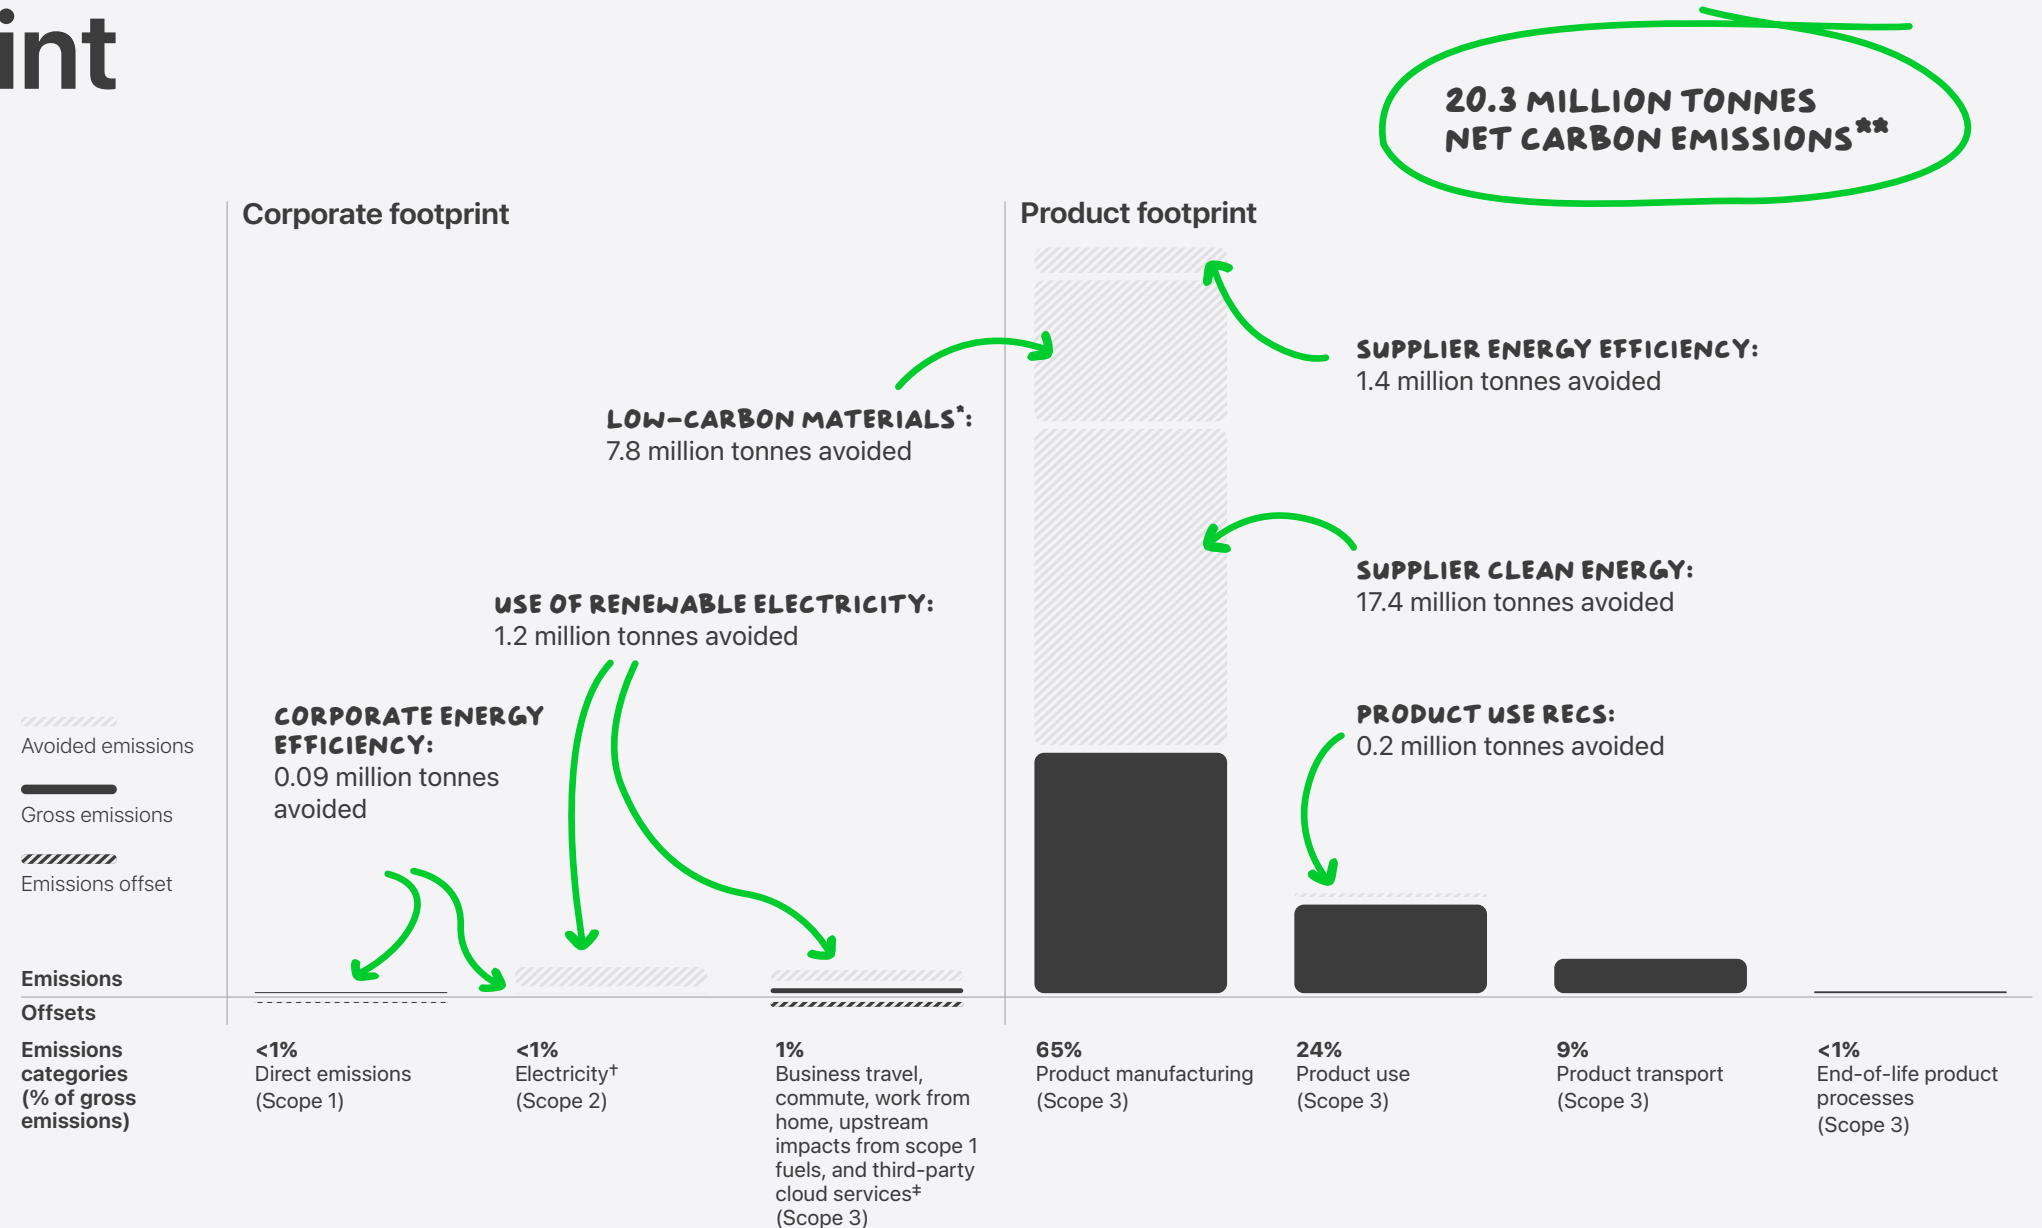 int
20.3 MILLION TONNES
NET CARBON EMISSIONS**
Corporate footprint
Product footprint
SUPPLIER ENERGY EFFICIENCY:
1.4 million tonnes avoided
LOW-CARBON MATERIALS*:
7.8 million tonnes avoided
SUPPLIER CLEAN ENERGY:
17.4 million tonnes avoided
USE OF RENEWABLE ELECTRICITY:
1.2 million tonnes avoided
CORPORATE ENERGY
EFFICIENCY:
0.09 million tonnes
avoided
PRODUCT USE RECS:
0.2 million tonnes avoided
Avoided emissions
Gross emissions
Emissions offset
Emissions
Offsets
Emissions
categories
(% of gross
emissions)
<1%
Direct emissions
(Scope 1)
<1%
Electricity†
(Scope 2)
1%
Business travel,
commute, work from
home, upstream
impacts from scope 1
fuels, and third-party
cloud services‡
(Scope 3)
65%
Product manufacturing
(Scope 3)
24%
Product use
(Scope 3)
9%
Product transport
(Scope 3)
<1%
End-of-life product
processes
(Scope 3)